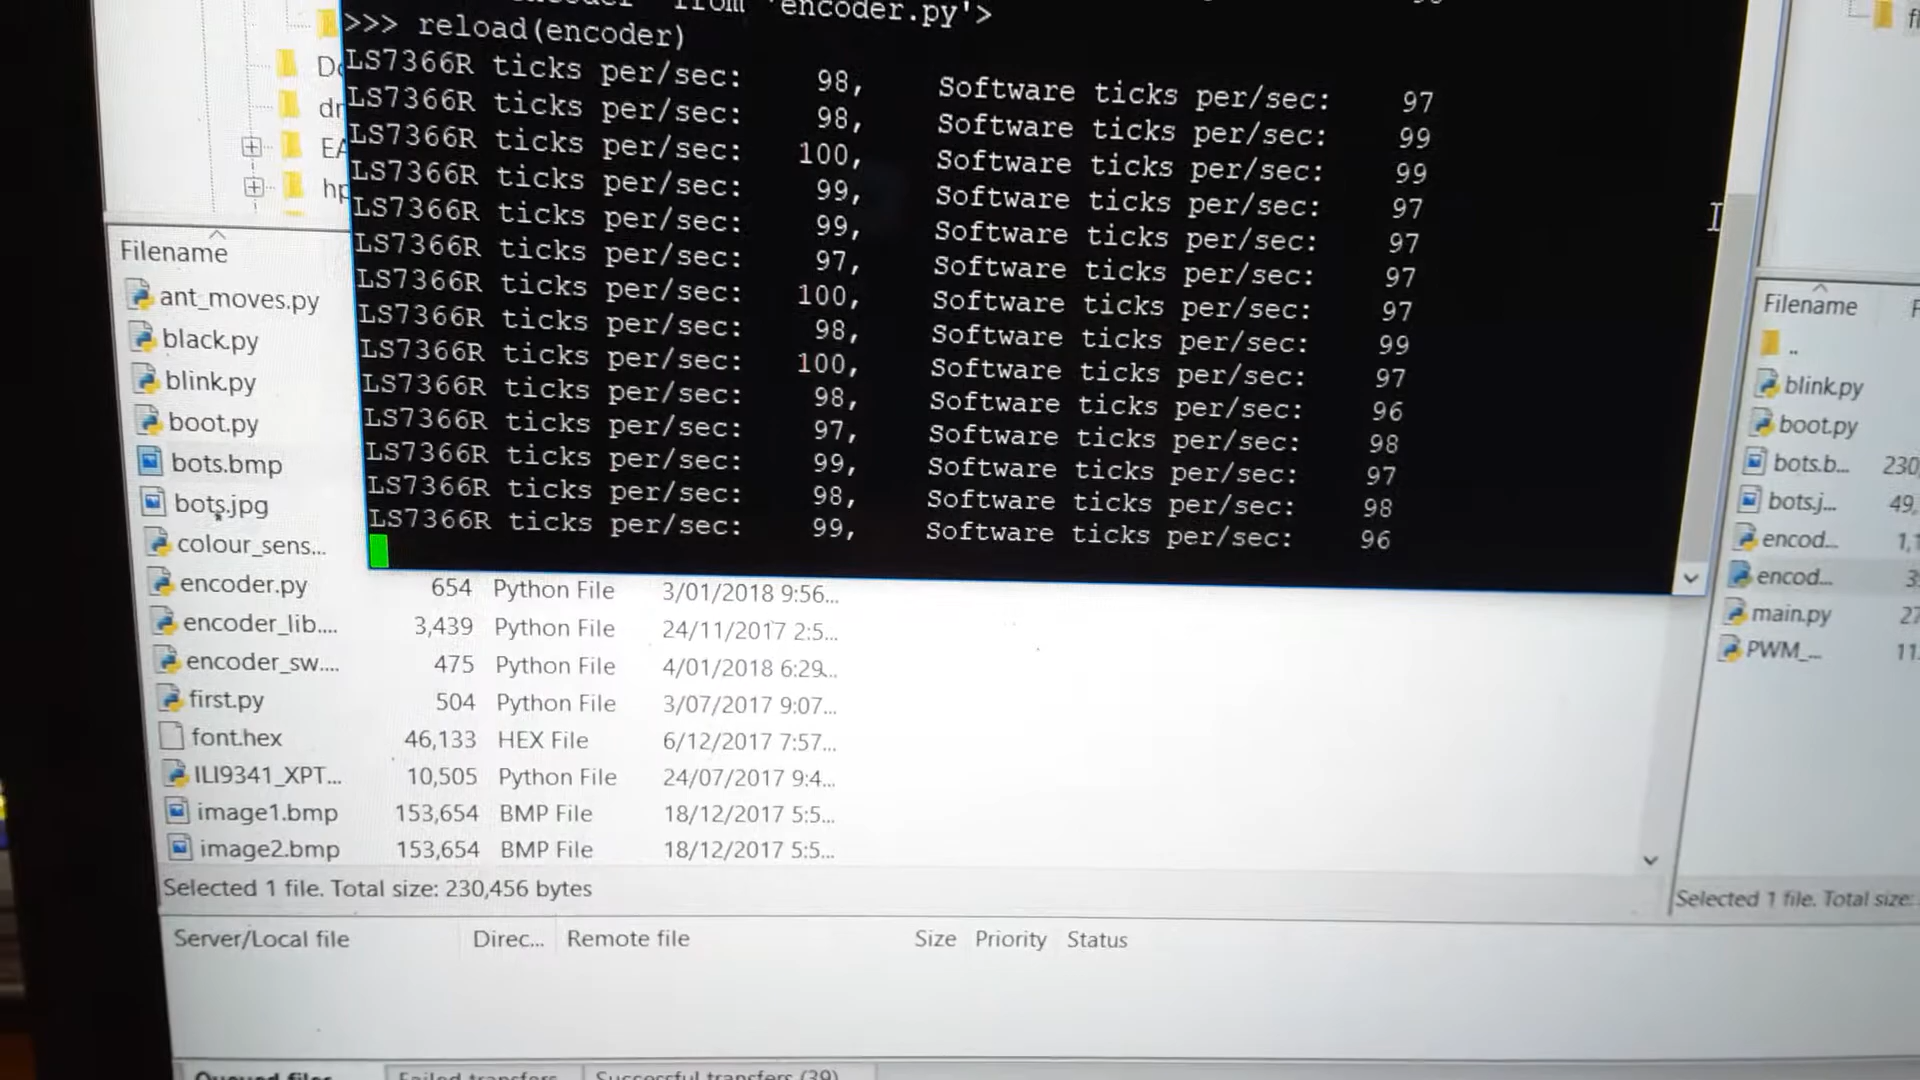 from 'encoder.py'>
>>> reload(encoder)
LS7366R ticks per/sec: 98, Software ticks per/sec: 97
LS7366R ticks per/sec: 98, Software ticks per/sec: 99
LS7366R ticks per/sec: 100, Software ticks per/sec: 99
LS7366R ticks per/sec: 99, Software ticks per/sec: 97
LS7366R ticks per/sec: 99, Software ticks per/sec: 97
LS7366R ticks per/sec: 97, Software ticks per/sec: 97
LS7366R ticks per/sec: 100, Software ticks per/sec: 97
LS7366R ticks per/sec: 98, Software ticks per/sec: 99
LS7366R ticks per/sec: 100, Software ticks per/sec: 97
LS7366R ticks per/sec: 98, Software ticks per/sec: 96
LS7366R ticks per/sec: 97, Software ticks per/sec: 98
LS7366R ticks per/sec: 99, Software ticks per/sec: 97
LS7366R ticks per/sec: 98, Software ticks per/sec: 98
LS7366R ticks per/sec: 99, Software ticks per/sec: 96
Filename
ant_moves.py
black.py
blink.py
boot.py
bots.bmp
bots.jpg
colour_sens...
encoder.py 654 Python File 3/01/2018 9:56...
encoder_lib.... 3,439 Python File 24/11/2017 2:5...
encoder_sw.... 475 Python File 4/01/2018 6:29...
first.py 504 Python File 3/07/2017 9:07...
font.hex 46,133 HEX File 6/12/2017 7:57...
ILI9341_XPT... 10,505 Python File 24/07/2017 9:4...
image1.bmp 153,654 BMP File 18/12/2017 5:5...
image2.bmp 153,654 BMP File 18/12/2017 5:5...
Selected 1 file. Total size: 230,456 bytes
Server/Local file Direc... Remote file Size Priority Status
Filename
..
blink.py
boot.py
bots.b... 230
bots.j... 49,
encod... 1,1
encod...
main.py 27
PWM_... 11
Selected 1 file. Total size:
Queued files Failed transfers Successful transfers (39)